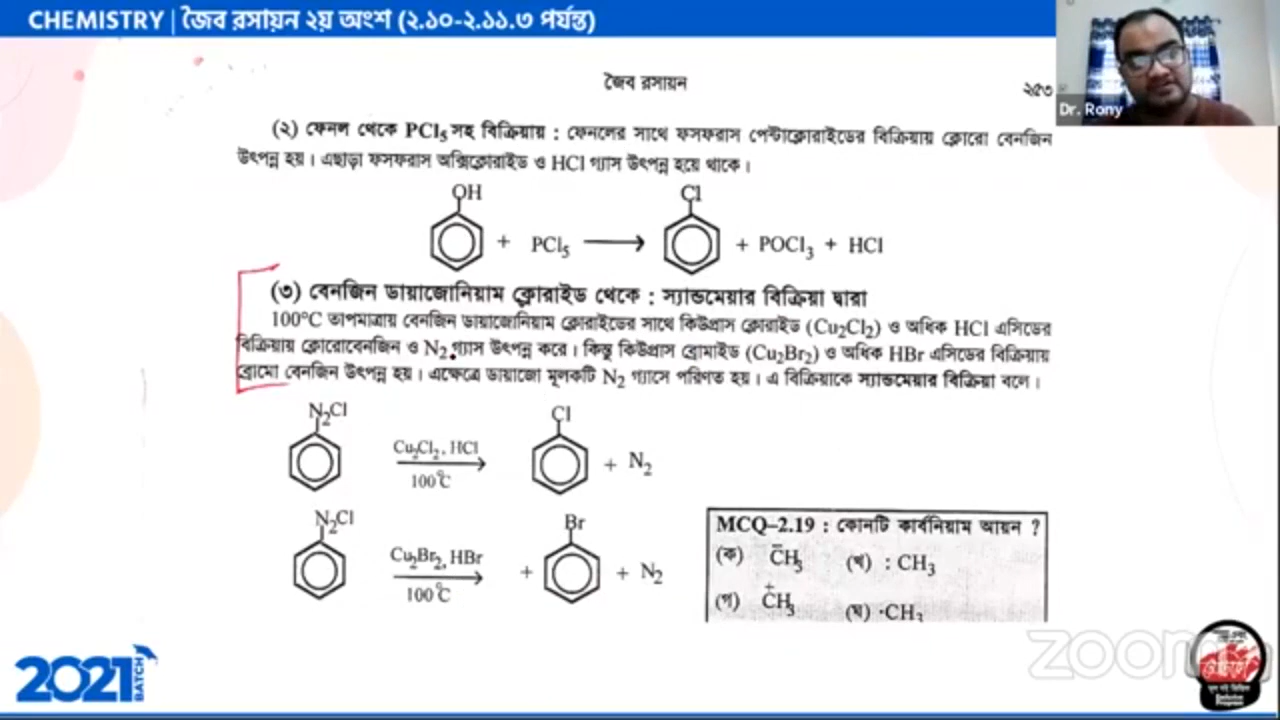 CHEMISTRY | জৈব রসায়ন ২য় অংশ (২.১০-২.১১.৩ পর্যন্ত)
Dr. Rony
জৈব রসায়ন
২৫৩
(২) ফেনল থেকে PCl₅ সহ বিক্রিয়ায় : ফেনলের সাথে ফসফরাস পেন্টাক্লোরাইডের বিক্রিয়ায় ক্লোরো বেনজিন
উৎপন্ন হয়। এছাড়া ফসফরাস অক্সিক্লোরাইড ও HCl গ্যাস উৎপন্ন হয়ে থাকে।
OH Cl
+ PCl₅ ⟶ + POCl₃ + HCl
(৩) বেনজিন ডায়াজোনিয়াম ক্লোরাইড থেকে : স্যান্ডমেয়ার বিক্রিয়া দ্বারা
100°C তাপমাত্রায় বেনজিন ডায়াজোনিয়াম ক্লোরাইডের সাথে কিউপ্রাস ক্লোরাইড (Cu₂Cl₂) ও অধিক HCl এসিডের
বিক্রিয়ায় ক্লোরোবেনজিন ও N₂ গ্যাস উৎপন্ন করে। কিন্তু কিউপ্রাস ব্রোমাইড (Cu₂Br₂) ও অধিক HBr এসিডের বিক্রিয়ায়
ব্রোমো বেনজিন উৎপন্ন হয়। এক্ষেত্রে ডায়াজো মূলকটি N₂ গ্যাসে পরিণত হয়। এ বিক্রিয়াকে স্যান্ডমেয়ার বিক্রিয়া বলে।
N₂Cl Cl
Cu₂Cl₂, HCl
100°C
+ N₂
N₂Cl Br
Cu₂Br₂, HBr
100°C
+ + N₂
MCQ–2.19 : কোনটি কার্বনিয়াম আয়ন ?
(ক) C̄H₃ (খ) : CH₃
(গ) C⁺H₃ (ঘ) ·CH₃
zoom
2021 BATCH